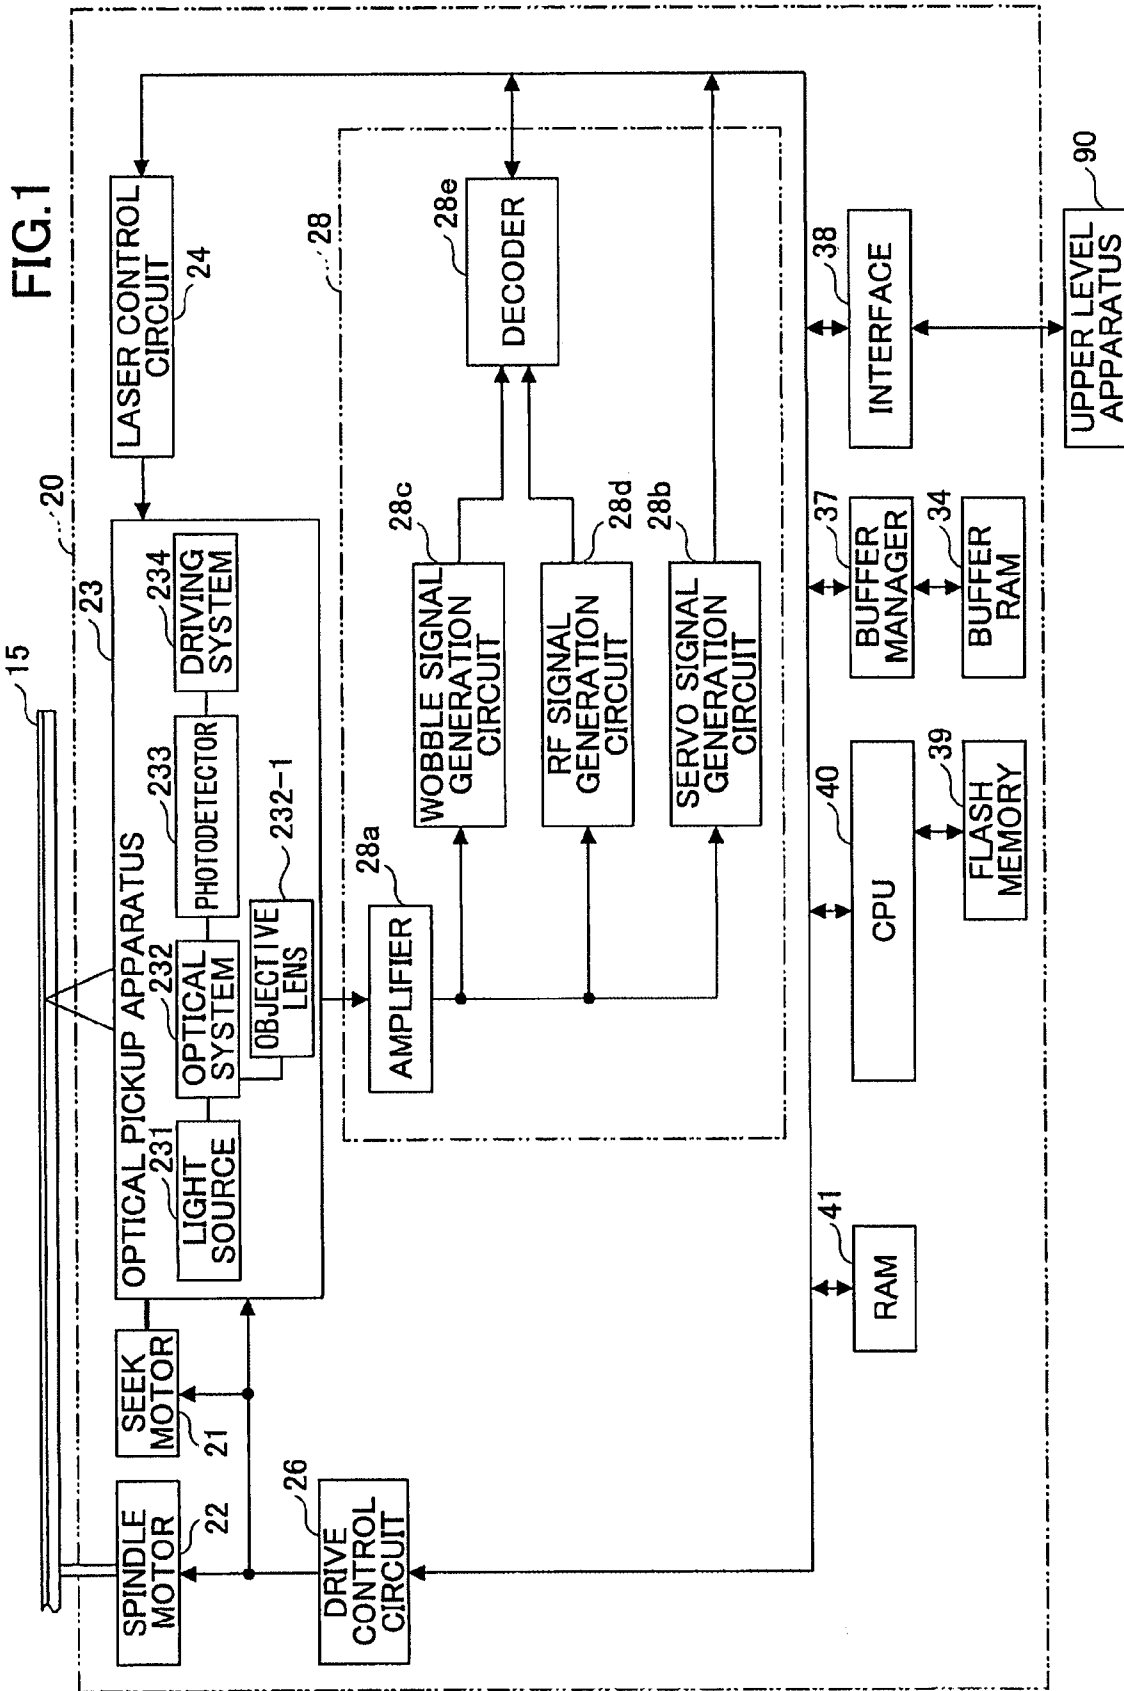 FIG.1
15
20
SPINDLE
MOTOR
22
SEEK
MOTOR
21
23
OPTICAL PICKUP APPARATUS
231
LIGHT
SOURCE
232
OPTICAL
SYSTEM
233
PHOTODETECTOR
234
DRIVING
SYSTEM
232-1
OBJECTIVE
LENS
LASER CONTROL
CIRCUIT
24
26
DRIVE
CONTROL
CIRCUIT
28
28a
AMPLIFIER
28c
WOBBLE SIGNAL
GENERATION
CIRCUIT
28d
RF SIGNAL
GENERATION
CIRCUIT
28b
SERVO SIGNAL
GENERATION
CIRCUIT
28e
DECODER
41
RAM
40
CPU
39
FLASH
MEMORY
37
BUFFER
MANAGER
34
BUFFER
RAM
38
INTERFACE
90
UPPER LEVEL
APPARATUS